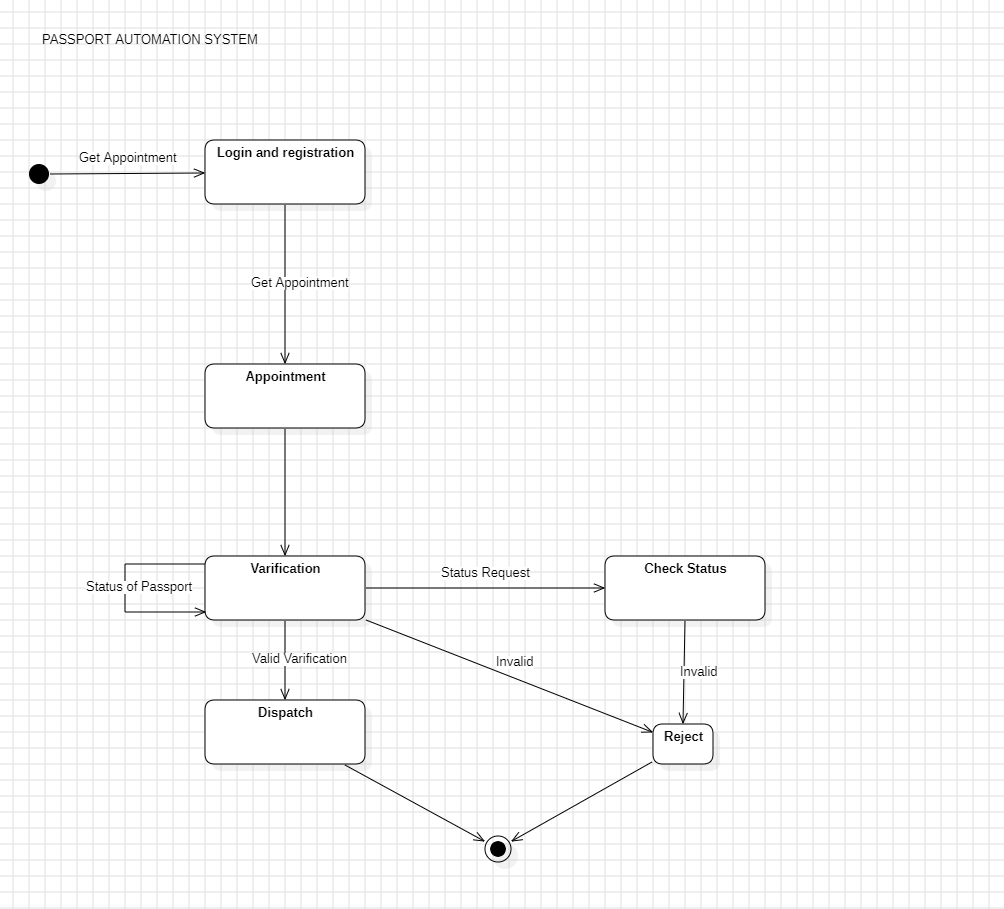 PASSPORT AUTOMATION SYSTEM
Get Appointment
Login and registration
Get Appointment
Appointment
Varification
Status of Passport
Status Request
Check Status
Valid Varification
Invalid
Invalid
Dispatch
Reject